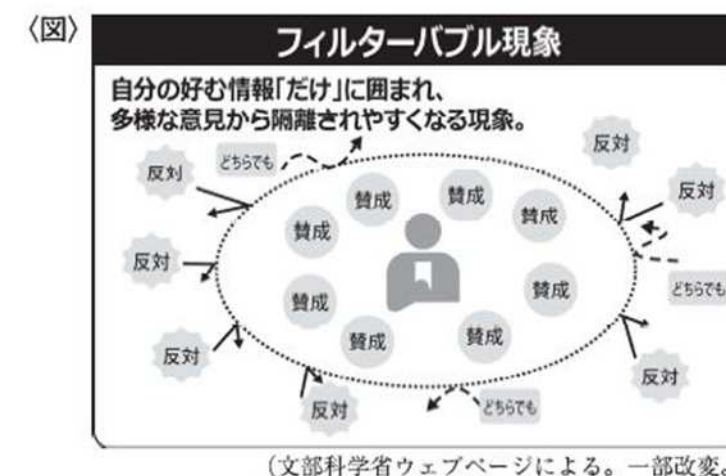 〈図〉
フィルターバブル現象
自分の好む情報「だけ」に囲まれ、
多様な意見から隔離されやすくなる現象。
反対
どちらでも
反対
反対
賛成
賛成
賛成
賛成
反対
賛成
賛成
どちらでも
反対
賛成
賛成
反対
反対
どちらでも
(文部科学省ウェブページによる。一部改変。